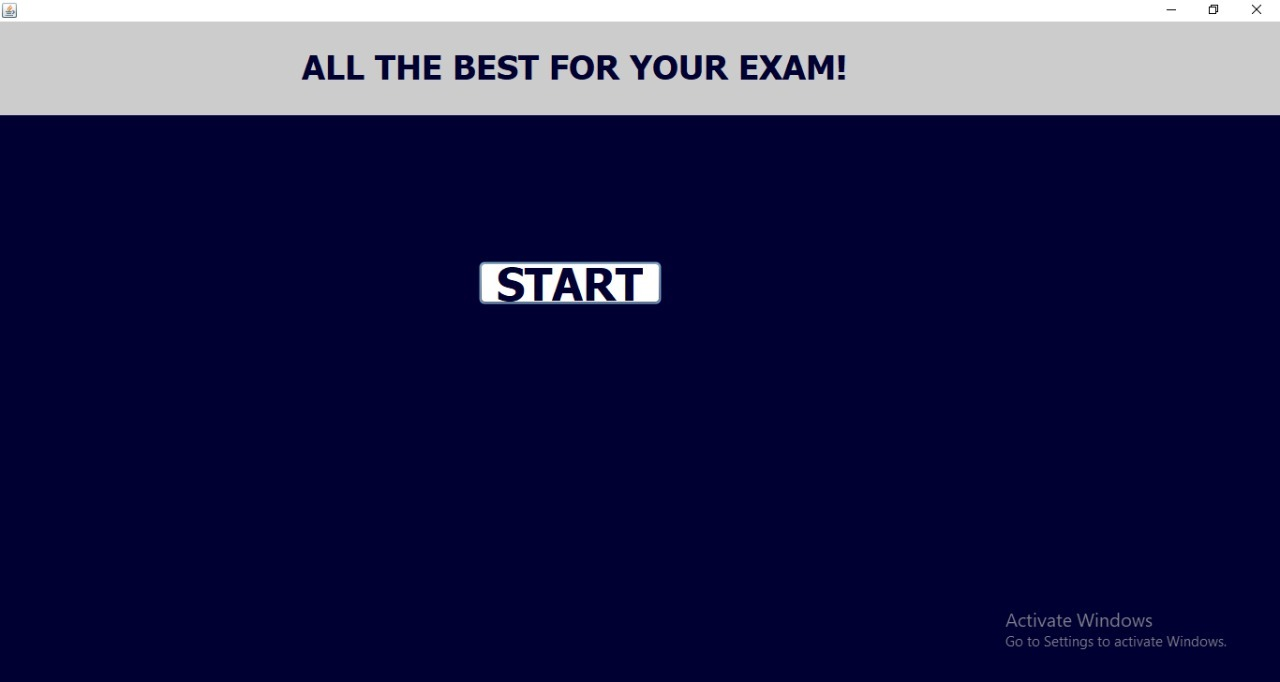 ALL THE BEST FOR YOUR EXAM!
START
Activate Windows
Go to Settings to activate Windows.